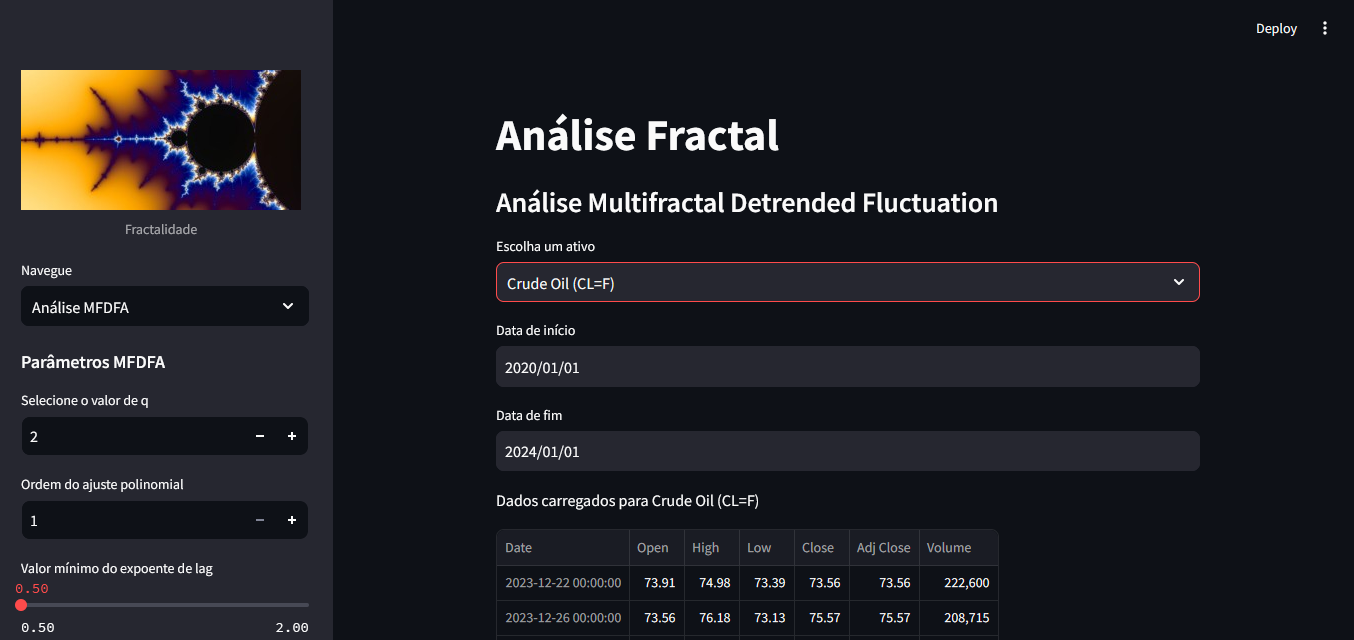 Deploy
Fractalidade
Navegue
Análise MFDFA
Parâmetros MFDFA
Selecione o valor de q
2
Ordem do ajuste polinomial
1
Valor mínimo do expoente de lag
0.50
0.50 2.00
Análise Fractal
Análise Multifractal Detrended Fluctuation
Escolha um ativo
Crude Oil (CL=F)
Data de início
2020/01/01
Data de fim
2024/01/01
Dados carregados para Crude Oil (CL=F)
Date Open High Low Close Adj Close Volume
2023-12-22 00:00:00 73.91 74.98 73.39 73.56 73.56 222,600
2023-12-26 00:00:00 73.56 76.18 73.13 75.57 75.57 208,715